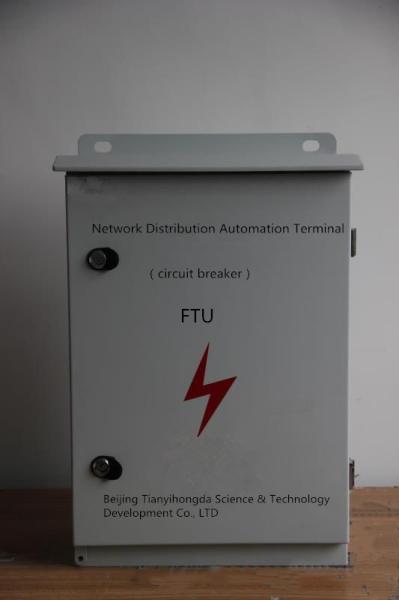 Network Distribution Automation Terminal
( circuit breaker )
FTU
Beijing Tianyihongda Science & Technology
Development Co., LTD